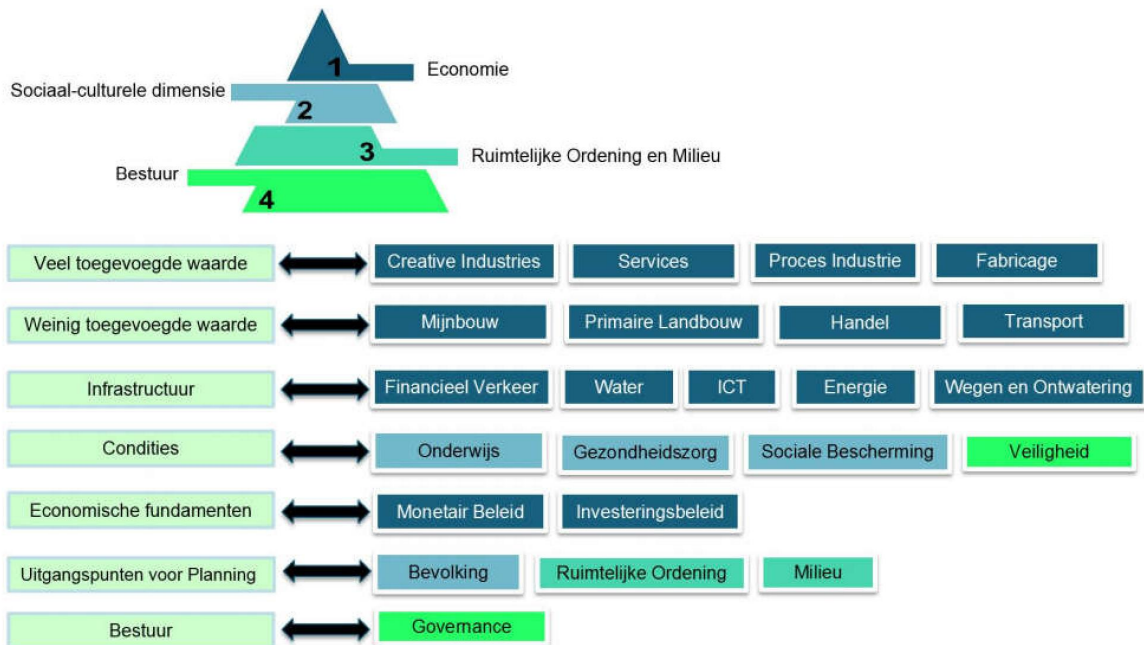 1
Economie
Sociaal-culturele dimensie
2
3
Ruimtelijke Ordening en Milieu
Bestuur
4
Veel toegevoegde waarde Creative Industries Services Proces Industrie Fabricage
Weinig toegevoegde waarde Mijnbouw Primaire Landbouw Handel Transport
Infrastructuur Financieel Verkeer Water ICT Energie Wegen en Ontwatering
Condities Onderwijs Gezondheidszorg Sociale Bescherming Veiligheid
Economische fundamenten Monetair Beleid Investeringsbeleid
Uitgangspunten voor Planning Bevolking Ruimtelijke Ordening Milieu
Bestuur Governance